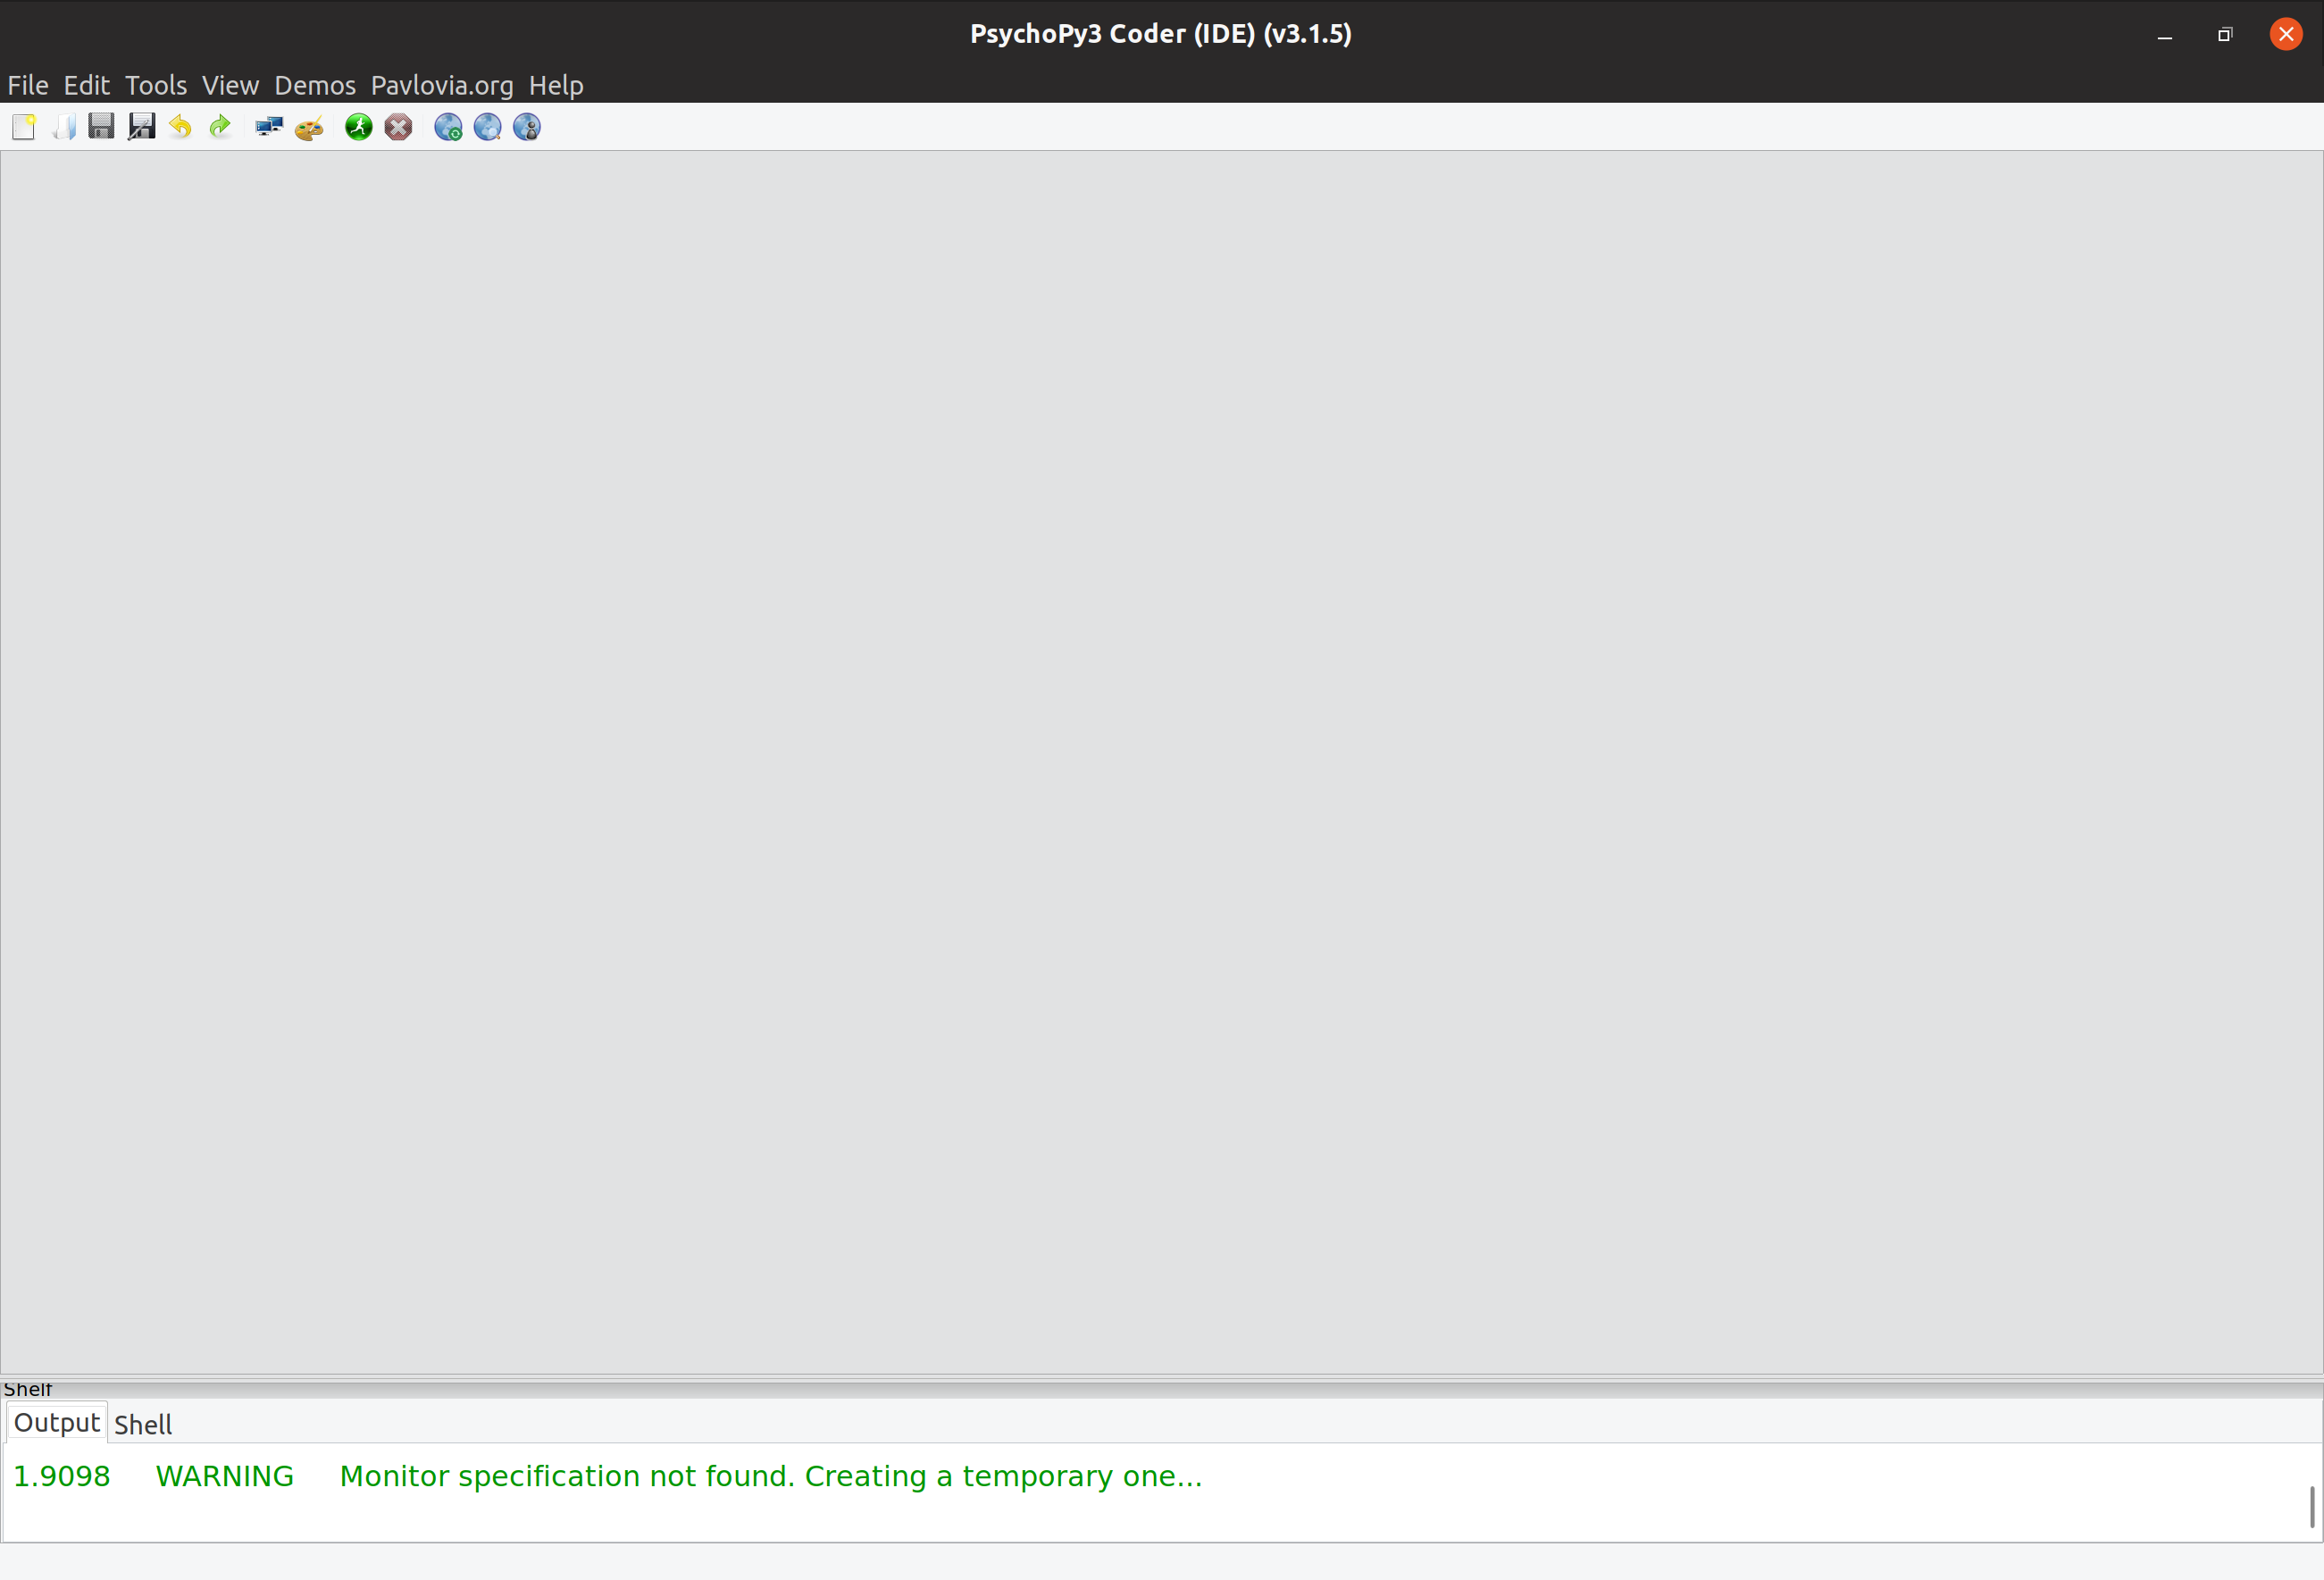 PsychoPy3 Coder (IDE) (v3.1.5)
File Edit Tools View Demos Pavlovia.org Help
Shelf
Output Shell
1.9098 WARNING Monitor specification not found. Creating a temporary one...